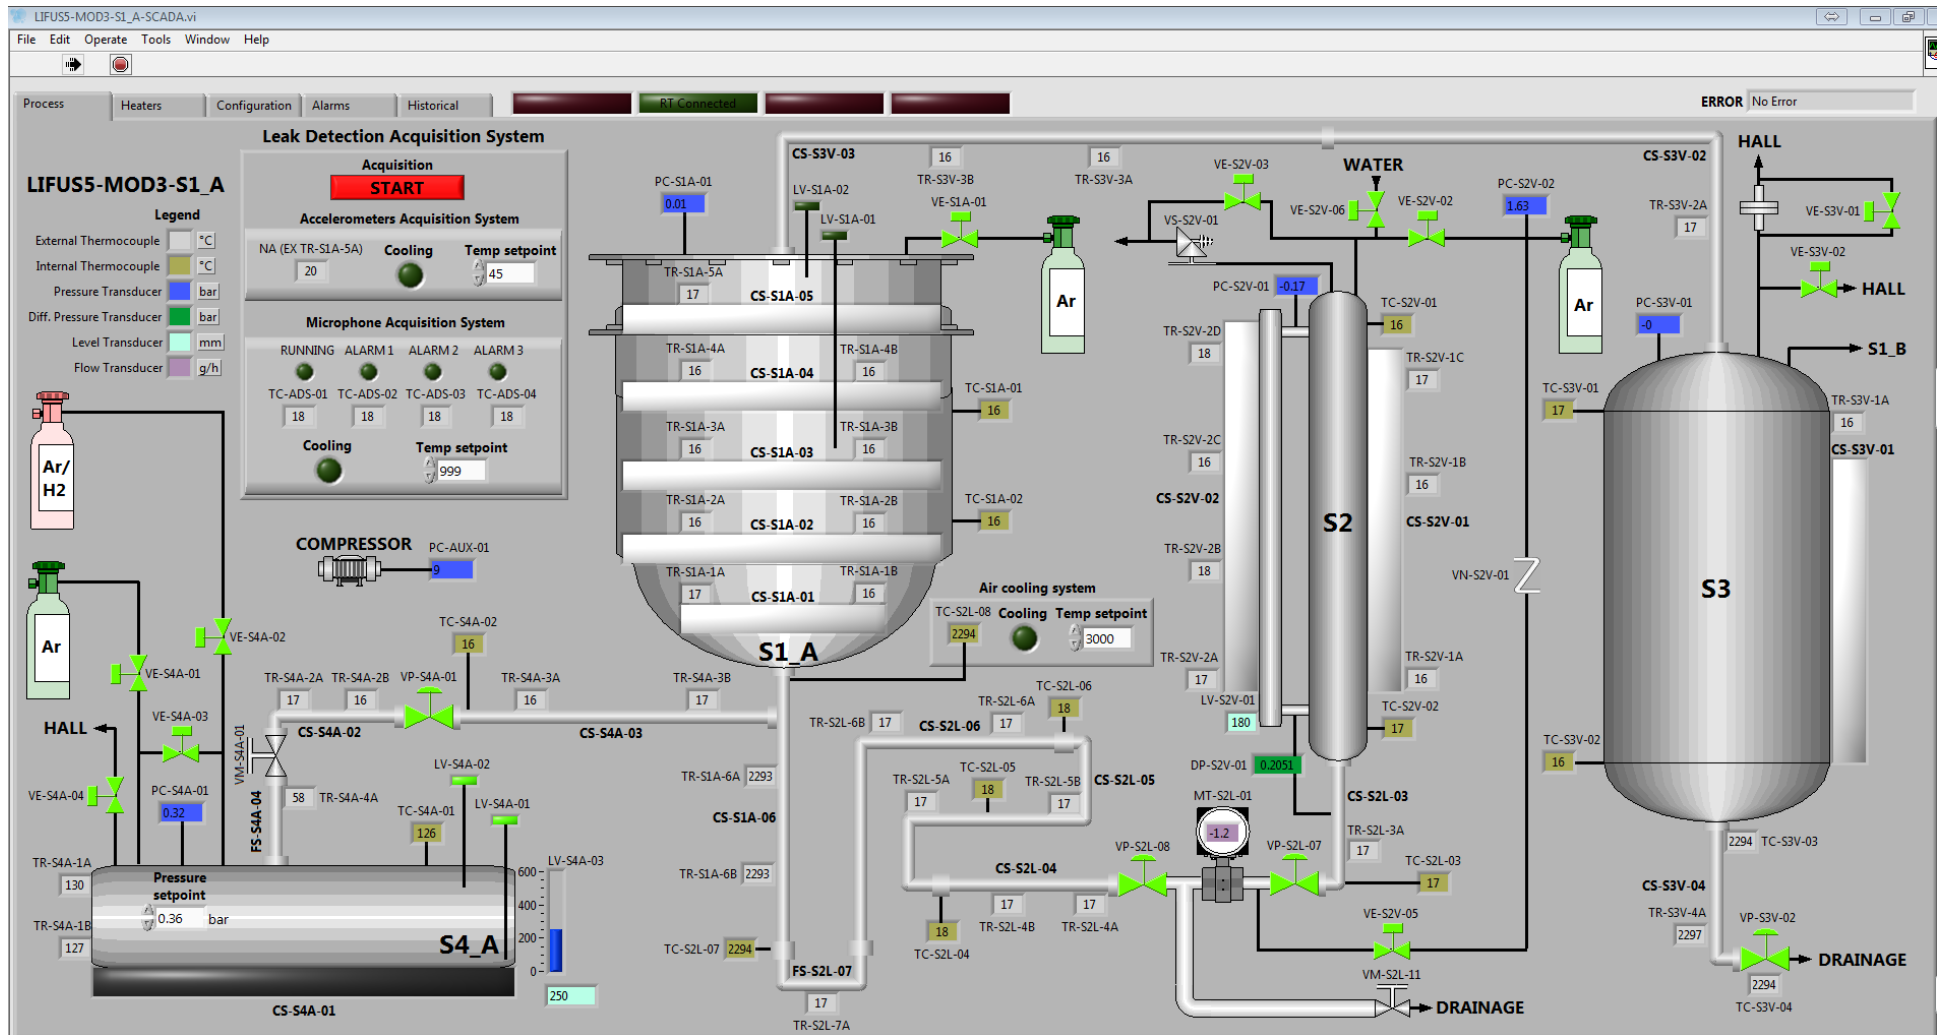 LIFUS5-MOD3-S1_A-SCADA.vi
File Edit Operate Tools Window Help
Process Heaters Configuration Alarms Historical RT Connected ERROR No Error
Leak Detection Acquisition System
Acquisition
START
Accelerometers Acquisition System
NA (EX TR-S1A-5A) Cooling Temp setpoint
20 45
Microphone Acquisition System
RUNNING ALARM 1 ALARM 2 ALARM 3
TC-ADS-01 TC-ADS-02 TC-ADS-03 TC-ADS-04
18 18 18 18
Cooling Temp setpoint
999
LIFUS5-MOD3-S1_A
Legend
External Thermocouple °C
Internal Thermocouple °C
Pressure Transducer bar
Diff. Pressure Transducer bar
Level Transducer mm
Flow Transducer g/h
Ar/
H2
Ar
COMPRESSOR PC-AUX-01
9
VE-S4A-02
VE-S4A-01
VE-S4A-03
HALL
VE-S4A-04
PC-S4A-01
0.32
TR-S4A-1A
130
TR-S4A-1B
127
Pressure
setpoint
0.36 bar
S4_A
CS-S4A-01
TR-S4A-2A
17
TR-S4A-2B
16
VP-S4A-01
TC-S4A-02
16
TR-S4A-3A
16
TR-S4A-3B
17
CS-S4A-02
CS-S4A-03
VM-S4A-01
FS-S4A-04
58 TR-S4A-4A
LV-S4A-02
LV-S4A-01
TC-S4A-01
126
LV-S4A-03
600
400
200
0
250
PC-S1A-01
0.01
LV-S1A-02
LV-S1A-01
VE-S1A-01
Ar
CS-S3V-03
16
TR-S3V-3B
16
TR-S3V-3A
CS-S3V-02
TR-S1A-5A
17
CS-S1A-05
TR-S1A-4A
16
TR-S1A-4B
16
CS-S1A-04
TC-S1A-01
16
TR-S1A-3A
16
TR-S1A-3B
16
CS-S1A-03
TR-S1A-2A
16
TR-S1A-2B
16
CS-S1A-02
TC-S1A-02
16
TR-S1A-1A
17
TR-S1A-1B
16
CS-S1A-01
S1_A
Air cooling system
TC-S2L-08 Cooling Temp setpoint
2294 3000
TR-S1A-6A 2293
CS-S1A-06
TR-S1A-6B 2293
TC-S2L-07 2294
FS-S2L-07
17
TR-S2L-7A
TR-S2L-6B 17
CS-S2L-06
TR-S2L-6A
17
TC-S2L-06
18
TR-S2L-5A
17
TC-S2L-05
18
TR-S2L-5B
17
CS-S2L-05
CS-S2L-04
18
TC-S2L-04
17
TR-S2L-4B
17
TR-S2L-4A
VP-S2L-08
MT-S2L-01
-1.2
VP-S2L-07
CS-S2L-03
TR-S2L-3A
17
TC-S2L-03
17
VE-S2V-05
VM-S2L-11
DRAINAGE
VE-S2V-03
WATER
VS-S2V-01
VE-S2V-06
VE-S2V-02
PC-S2V-02
1.63
Ar
PC-S2V-01 -0.17
TC-S2V-01
16
TR-S2V-2D
18
TR-S2V-1C
17
TR-S2V-2C
16
TR-S2V-1B
16
CS-S2V-02
S2
CS-S2V-01
TR-S2V-2B
18
VN-S2V-01
TR-S2V-2A
17
TR-S2V-1A
16
LV-S2V-01
180
TC-S2V-02
17
DP-S2V-01 0.2051
HALL
TR-S3V-2A
17
VE-S3V-01
VE-S3V-02
HALL
PC-S3V-01
-0
S1_B
TC-S3V-01
17
TR-S3V-1A
16
CS-S3V-01
S3
TC-S3V-02
16
2294 TC-S3V-03
CS-S3V-04
TR-S3V-4A
2297
VP-S3V-02
DRAINAGE
2294
TC-S3V-04